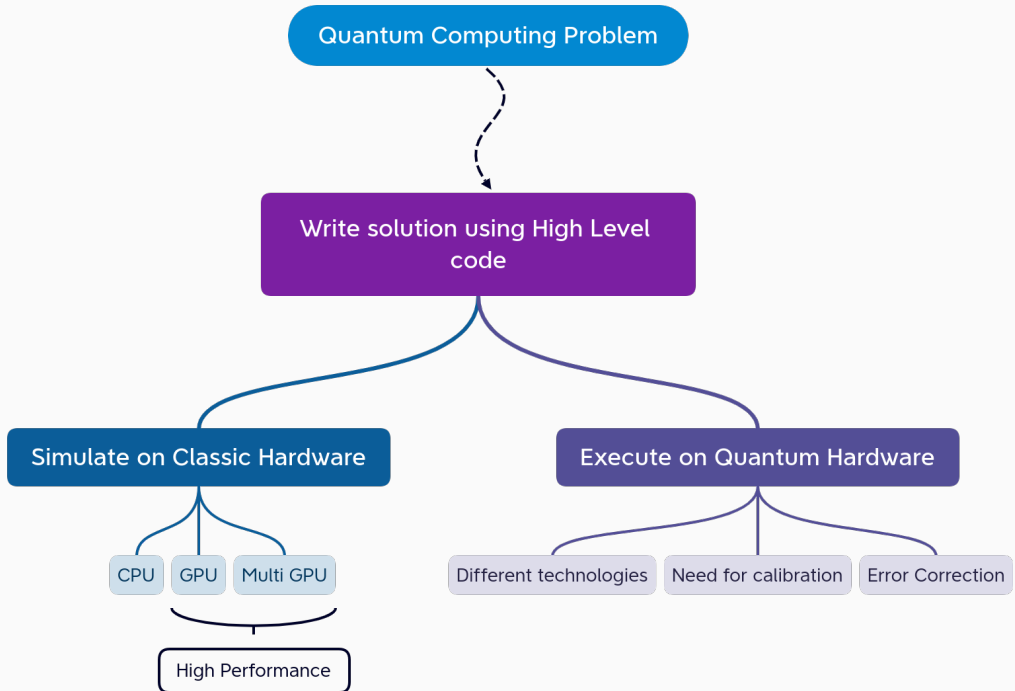 Quantum Computing Problem
Write solution using High Level
code
Simulate on Classic Hardware
Execute on Quantum Hardware
CPU
GPU
Multi GPU
Different technologies
Need for calibration
Error Correction
High Performance